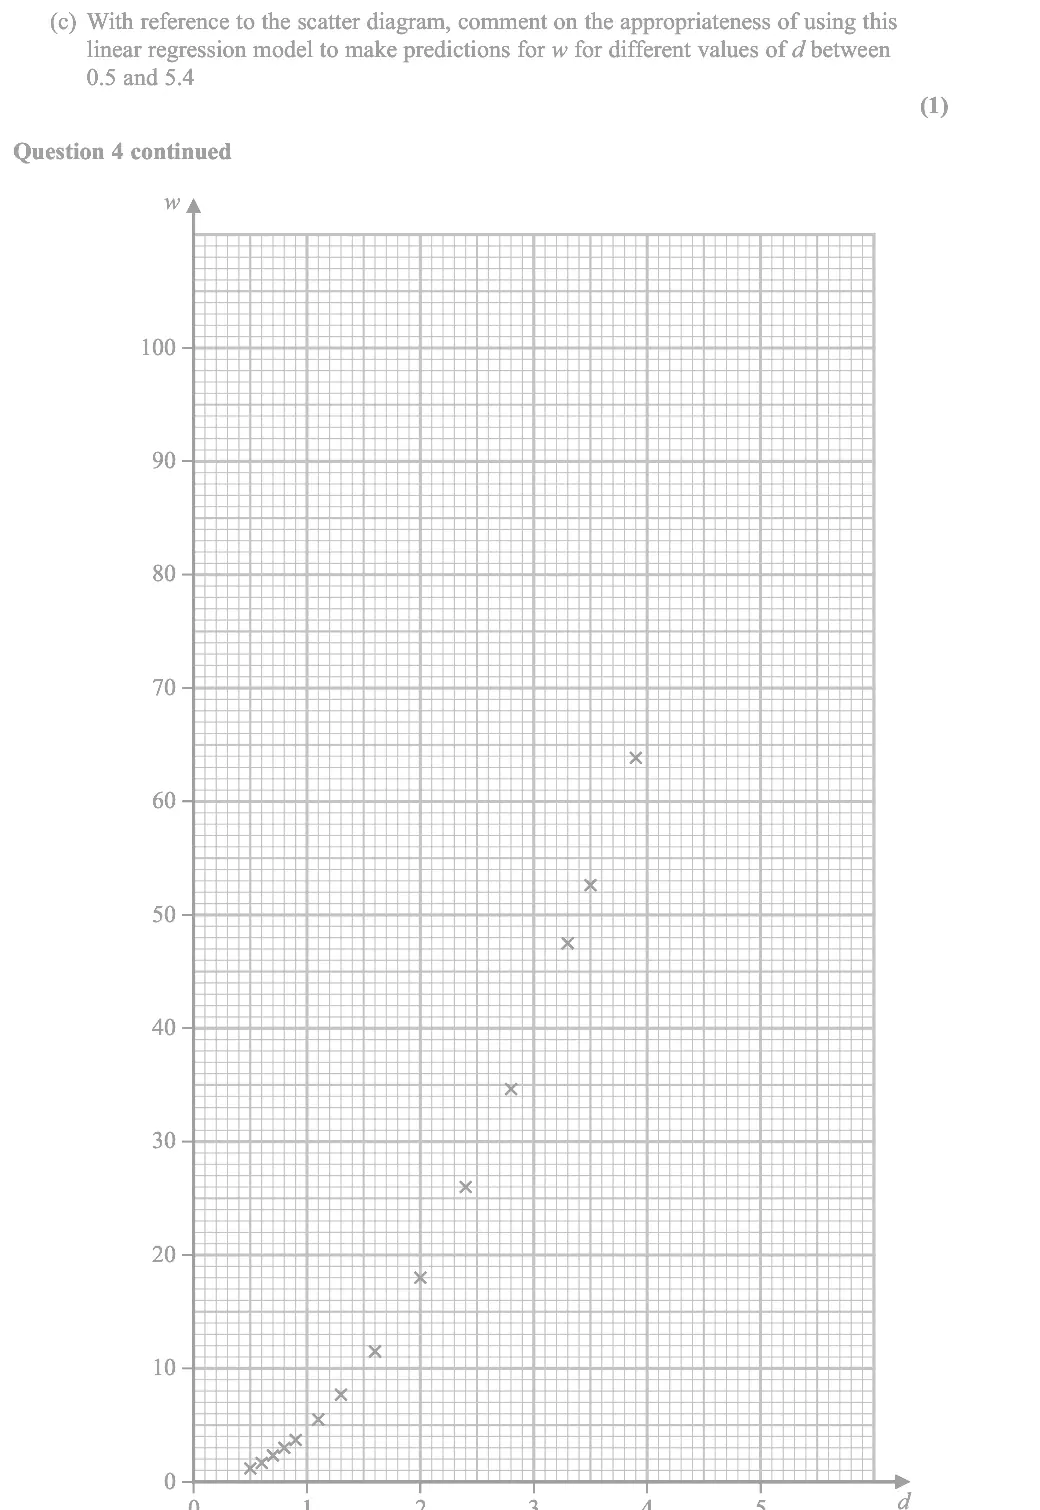 (c) With reference to the scatter diagram, comment on the appropriateness of using this
linear regression model to make predictions for w for different values of d between
0.5 and 5.4
(1)
Question 4 continued
w
100
90
80
70
60
50
40
30
20
10
0
0 1 2 3 4 5 d